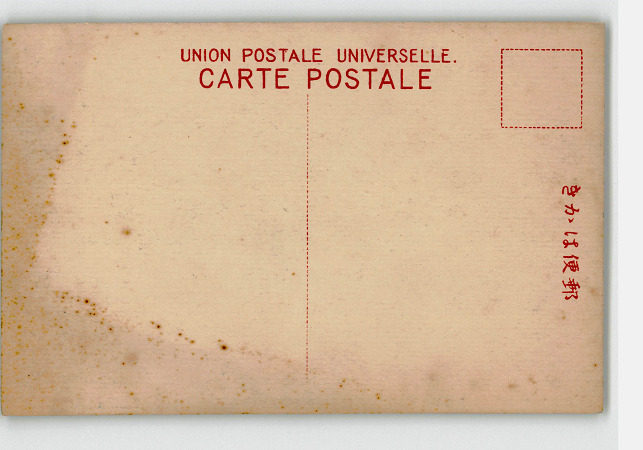 UNION POSTALE UNIVERSELLE.
CARTE POSTALE
きかは便郵